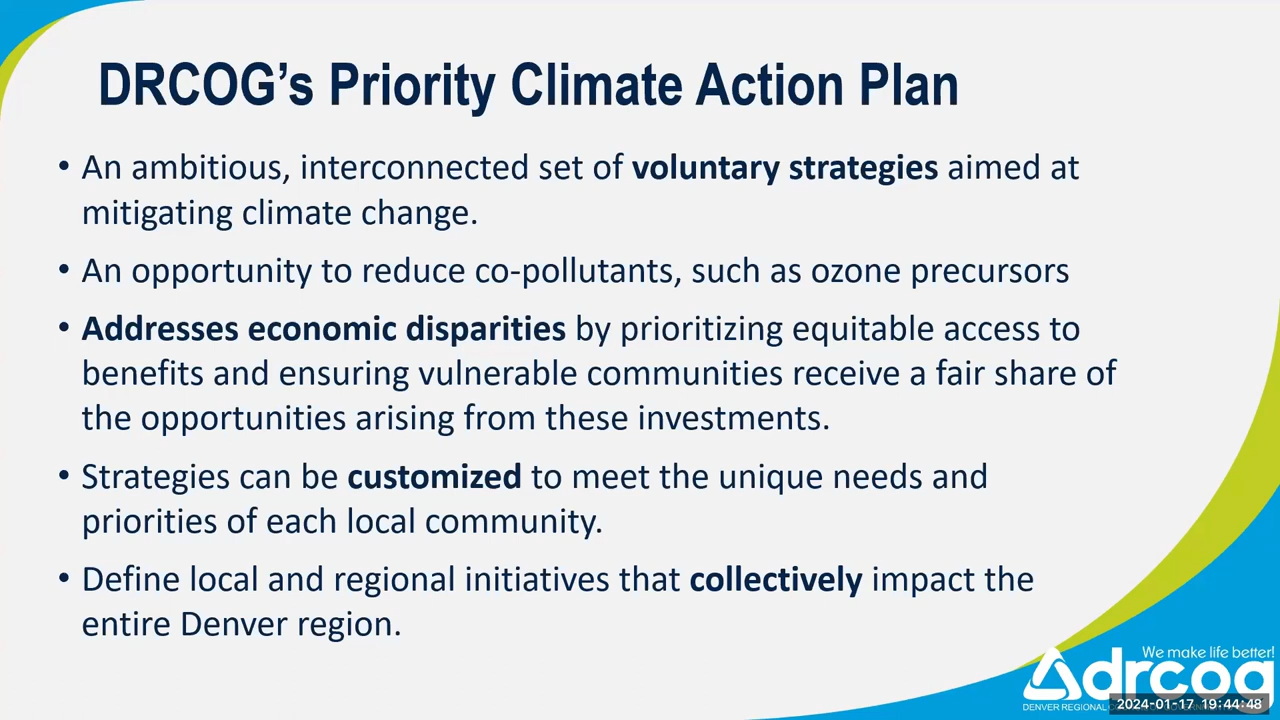 DRCOG’s Priority Climate Action Plan
• An ambitious, interconnected set of voluntary strategies aimed at
mitigating climate change.
• An opportunity to reduce co-pollutants, such as ozone precursors
• Addresses economic disparities by prioritizing equitable access to
benefits and ensuring vulnerable communities receive a fair share of
the opportunities arising from these investments.
• Strategies can be customized to meet the unique needs and
priorities of each local community.
• Define local and regional initiatives that collectively impact the
entire Denver region.
We make life better!
drcog
DENVER REGIONAL
2024-01-17 19:44:48